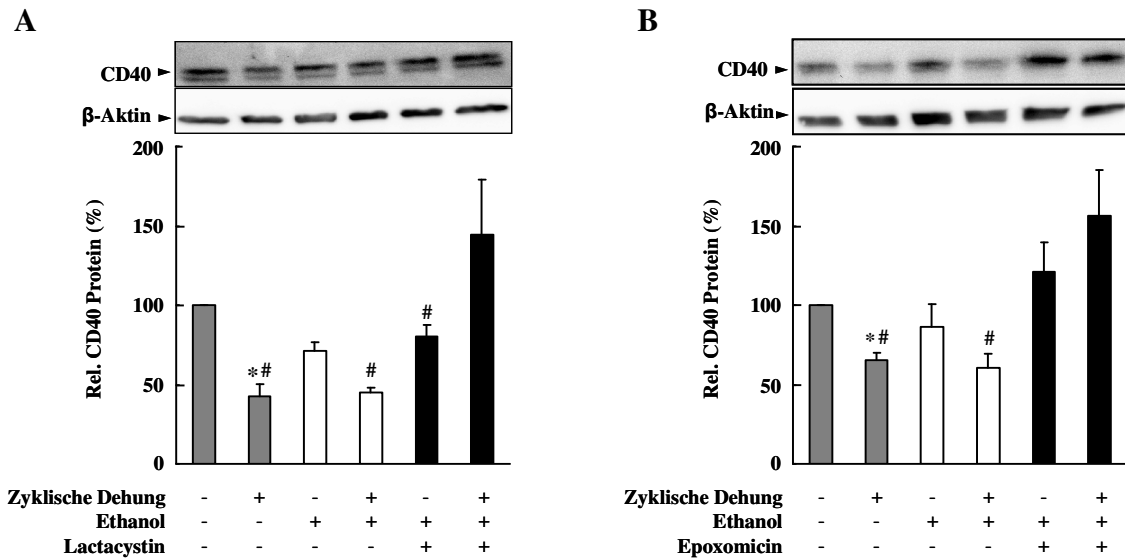 A
CD40
β-Aktin
Rel. CD40 Protein (%)
200
150
100
50
0
*#
#
#
Zyklische Dehung - + - + - +
Ethanol - - + + + +
Lactacystin + +
B
CD40
β-Aktin
Rel. CD40 Protein (%)
200
150
100
50
0
*#
#
Zyklische Dehung - + - + - +
Ethanol - - + + + +
Epoxomicin + +